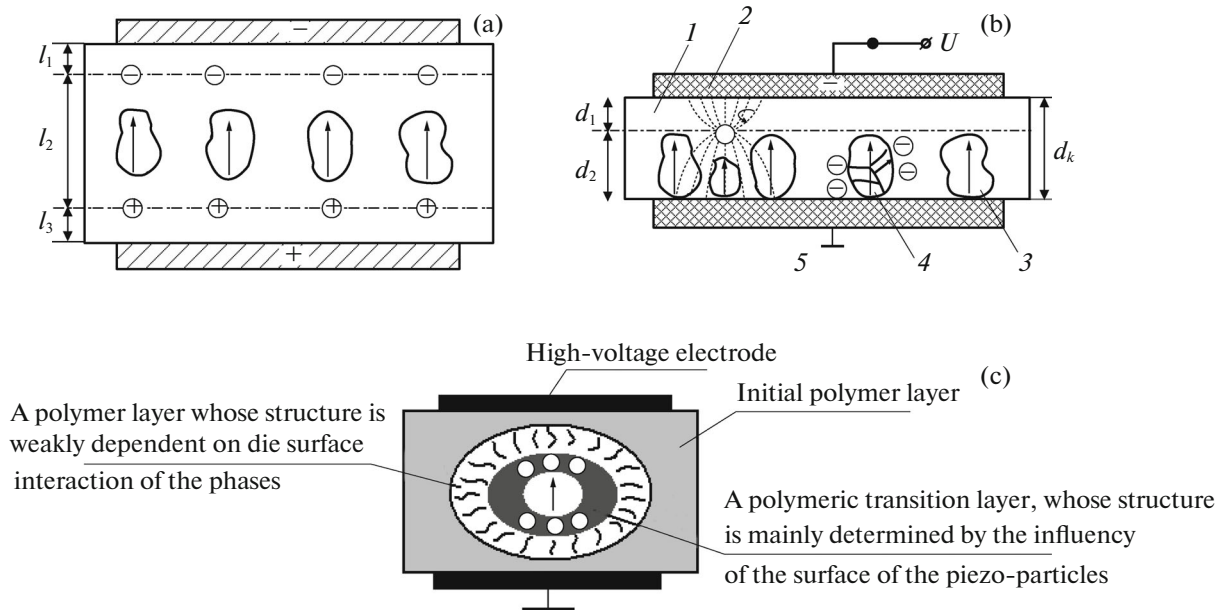 (a)
−
l₁
− − − −
l₂
+ + + +
l₃
+
(b)
1 2
U
−
d₁
d₂
dₖ
− − − −
5 4 3
(c)
High-voltage electrode
Initial polymer layer
A polymer layer whose structure is
weakly dependent on die surface
interaction of the phases
A polymeric transition layer, whose structure
is mainly determined by the influency
of the surface of the piezo-particles